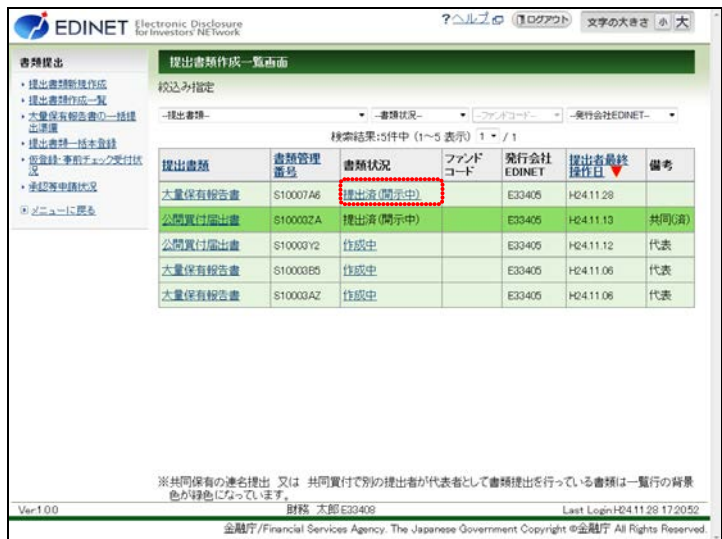 EDINET Electronic Disclosure for Investors' NETwork
?ヘルプ ログアウト 文字の大きさ 小 大
書類提出
・提出書類新規作成
・提出書類作成一覧
・大量保有報告書の一括提出準備
・提出書類一括本登録
・仮登録・事前チェック受付状況
・承認等申請状況
メニューに戻る
提出書類作成一覧画面
絞込み指定
--提出書類-- --書類状況-- --ファンドコード-- --発行会社EDINET--
検索結果:5件中 (1～5 表示) 1 / 1
提出書類 書類管理番号 書類状況 ファンドコード 発行会社EDINET 提出者最終操作日▼ 備考
大量保有報告書 S10007A6 提出済(開示中) E33405 H24.11.28
公開買付届出書 S10003ZA 提出済(開示中) E33405 H24.11.13 共同(済)
公開買付届出書 S10003Y2 作成中 E33405 H24.11.12 代表
大量保有報告書 S10003B5 作成中 E33405 H24.11.06 代表
大量保有報告書 S10003AZ 作成中 E33405 H24.11.06 代表
※共同保有の連名提出 又は 共同買付で別の提出者が代表者として書類提出を行っている書類は一覧行の背景
色が緑色になっています。
Ver.1.00 財務 太郎 E33408 Last Login:H24.11.28 17:20:52
金融庁/Financial Services Agency. The Japanese Government Copyright ©金融庁 All Rights Reserved.